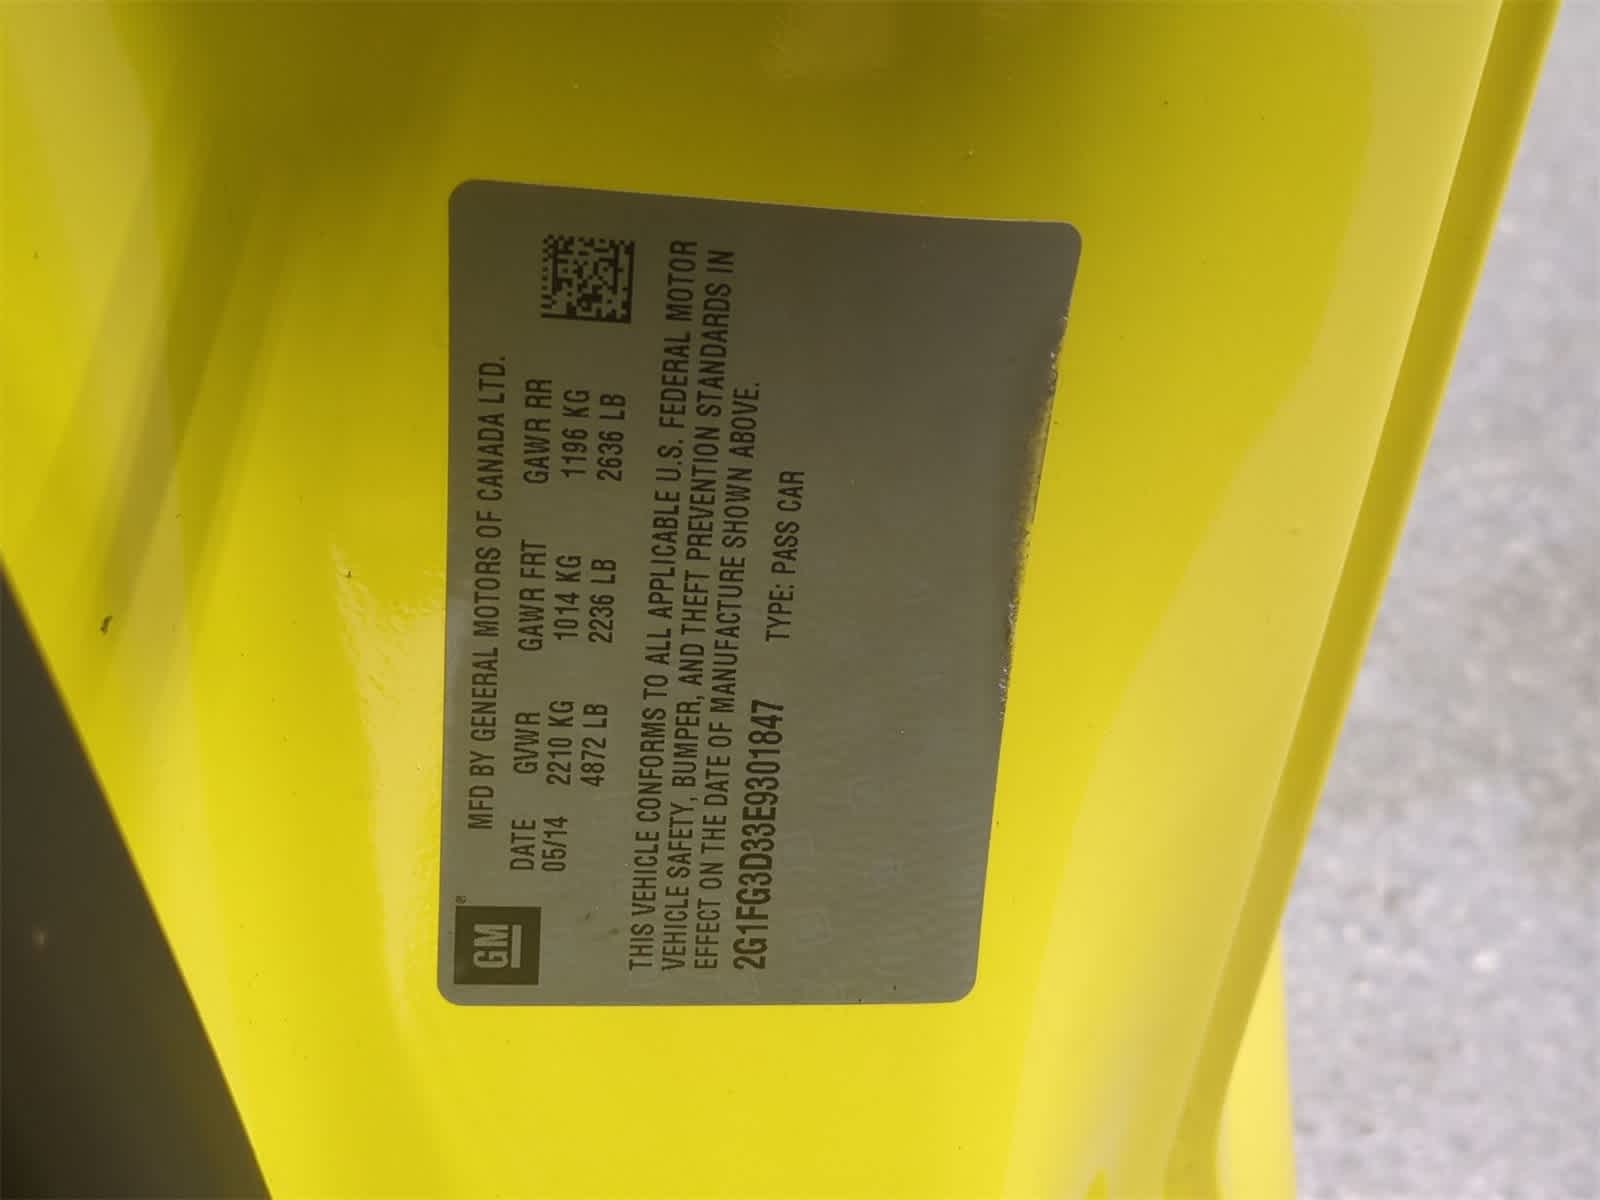 GM®
MFD BY GENERAL MOTORS OF CANADA LTD.
DATE GVWR GAWR FRT GAWR RR
05/14 2210 KG 1014 KG 1196 KG
4872 LB 2236 LB 2636 LB
THIS VEHICLE CONFORMS TO ALL APPLICABLE U.S. FEDERAL MOTOR
VEHICLE SAFETY, BUMPER, AND THEFT PREVENTION STANDARDS IN
EFFECT ON THE DATE OF MANUFACTURE SHOWN ABOVE.
2G1FG3D33E9301847 TYPE: PASS CAR